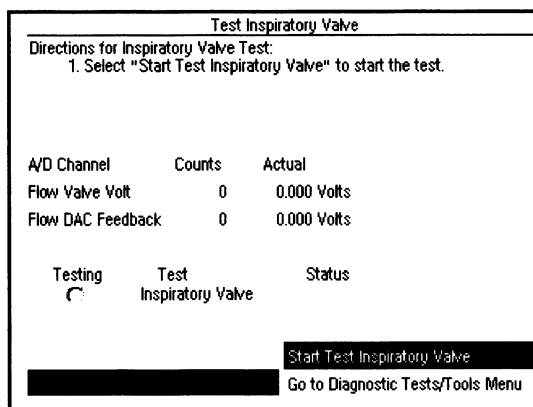 Test Inspiratory Valve
Directions for Inspiratory Valve Test:
1. Select "Start Test Inspiratory Valve" to start the test.
A/D Channel Counts Actual
Flow Valve Volt 0 0.000 Volts
Flow DAC Feedback 0 0.000 Volts
Testing Test Status
Inspiratory Valve
Start Test Inspiratory Valve
Go to Diagnostic Tests/Tools Menu